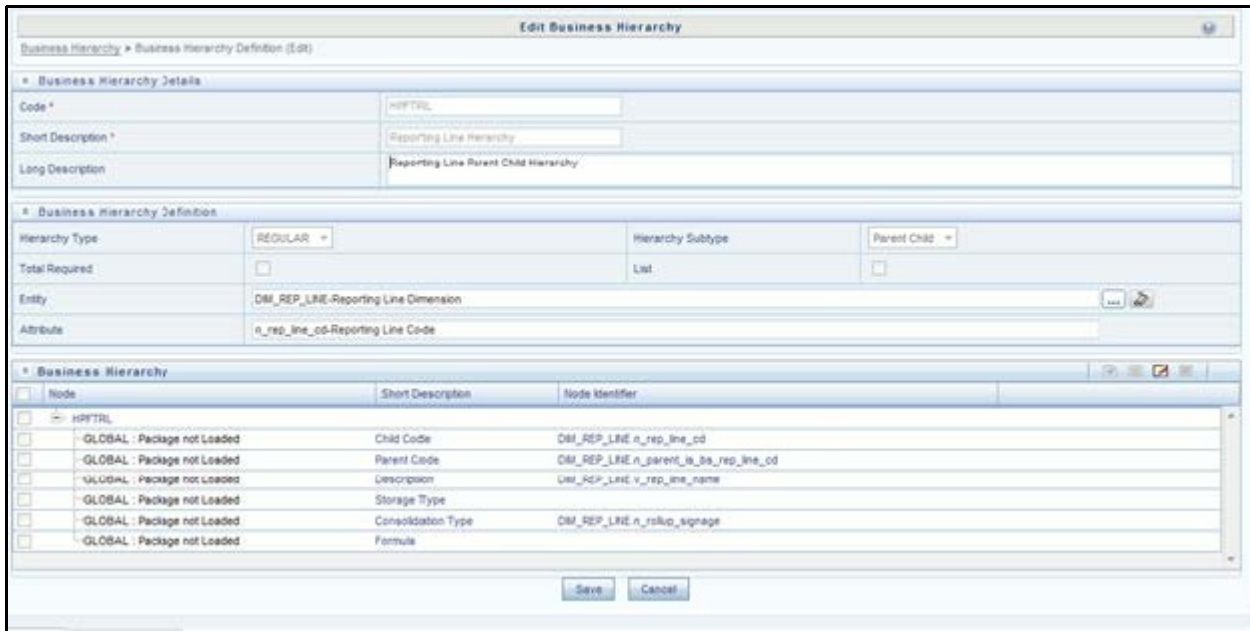 Edit Business Hierarchy
Business Hierarchy > Business Hierarchy Definition (Edit)
Business Hierarchy Details
Code *
HPFTRL
Short Description *
Reporting Line Hierarchy
Long Description
Reporting Line Parent Child Hierarchy
Business Hierarchy Definition
Hierarchy Type
REGULAR
Hierarchy Subtype
Parent Child
Total Required
List
Entity
DIM_REP_LINE-Reporting Line Dimension
...
Attribute
n_rep_line_cd-Reporting Line Code
Business Hierarchy
Node Short Description Node Identifier
HPFTRL
GLOBAL : Package not Loaded Child Code DIM_REP_LINE.n_rep_line_cd
GLOBAL : Package not Loaded Parent Code DIM_REP_LINE.n_parent_is_bs_rep_line_cd
GLOBAL : Package not Loaded Description DIM_REP_LINE.v_rep_line_name
GLOBAL : Package not Loaded Storage Type
GLOBAL : Package not Loaded Consolidation Type DIM_REP_LINE.n_rollup_signage
GLOBAL : Package not Loaded Formula
Save Cancel